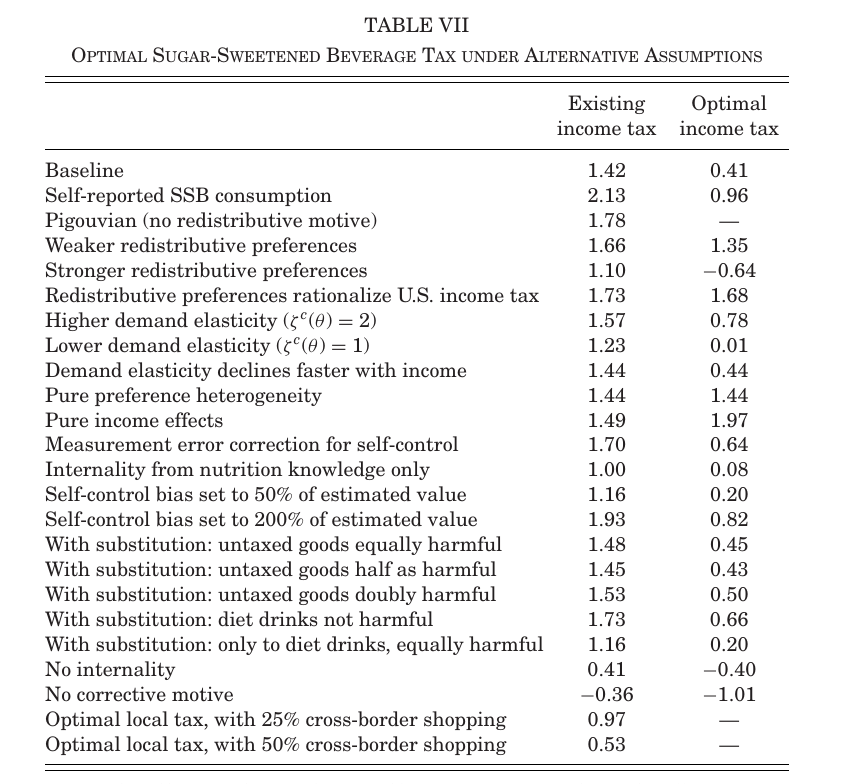 TABLE VII
OPTIMAL SUGAR-SWEETENED BEVERAGE TAX UNDER ALTERNATIVE ASSUMPTIONS
Existing income tax Optimal income tax
Baseline 1.42 0.41
Self-reported SSB consumption 2.13 0.96
Pigouvian (no redistributive motive) 1.78 —
Weaker redistributive preferences 1.66 1.35
Stronger redistributive preferences 1.10 −0.64
Redistributive preferences rationalize U.S. income tax 1.73 1.68
Higher demand elasticity (ζᶜ(θ) = 2) 1.57 0.78
Lower demand elasticity (ζᶜ(θ) = 1) 1.23 0.01
Demand elasticity declines faster with income 1.44 0.44
Pure preference heterogeneity 1.44 1.44
Pure income effects 1.49 1.97
Measurement error correction for self-control 1.70 0.64
Internality from nutrition knowledge only 1.00 0.08
Self-control bias set to 50% of estimated value 1.16 0.20
Self-control bias set to 200% of estimated value 1.93 0.82
With substitution: untaxed goods equally harmful 1.48 0.45
With substitution: untaxed goods half as harmful 1.45 0.43
With substitution: untaxed goods doubly harmful 1.53 0.50
With substitution: diet drinks not harmful 1.73 0.66
With substitution: only to diet drinks, equally harmful 1.16 0.20
No internality 0.41 −0.40
No corrective motive −0.36 −1.01
Optimal local tax, with 25% cross-border shopping 0.97 —
Optimal local tax, with 50% cross-border shopping 0.53 —